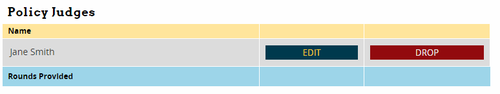 Policy Judges
Name
Jane Smith EDIT DROP
Rounds Provided